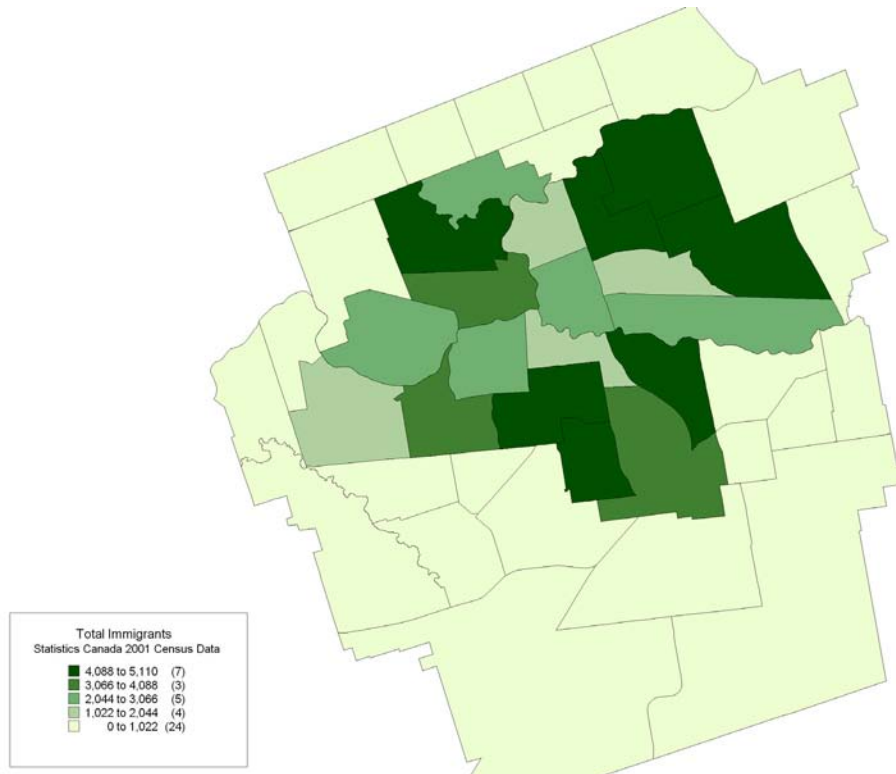 Total Immigrants
Statistics Canada 2001 Census Data
4,088 to 5,110 (7)
3,066 to 4,088 (3)
2,044 to 3,066 (5)
1,022 to 2,044 (4)
0 to 1,022 (24)